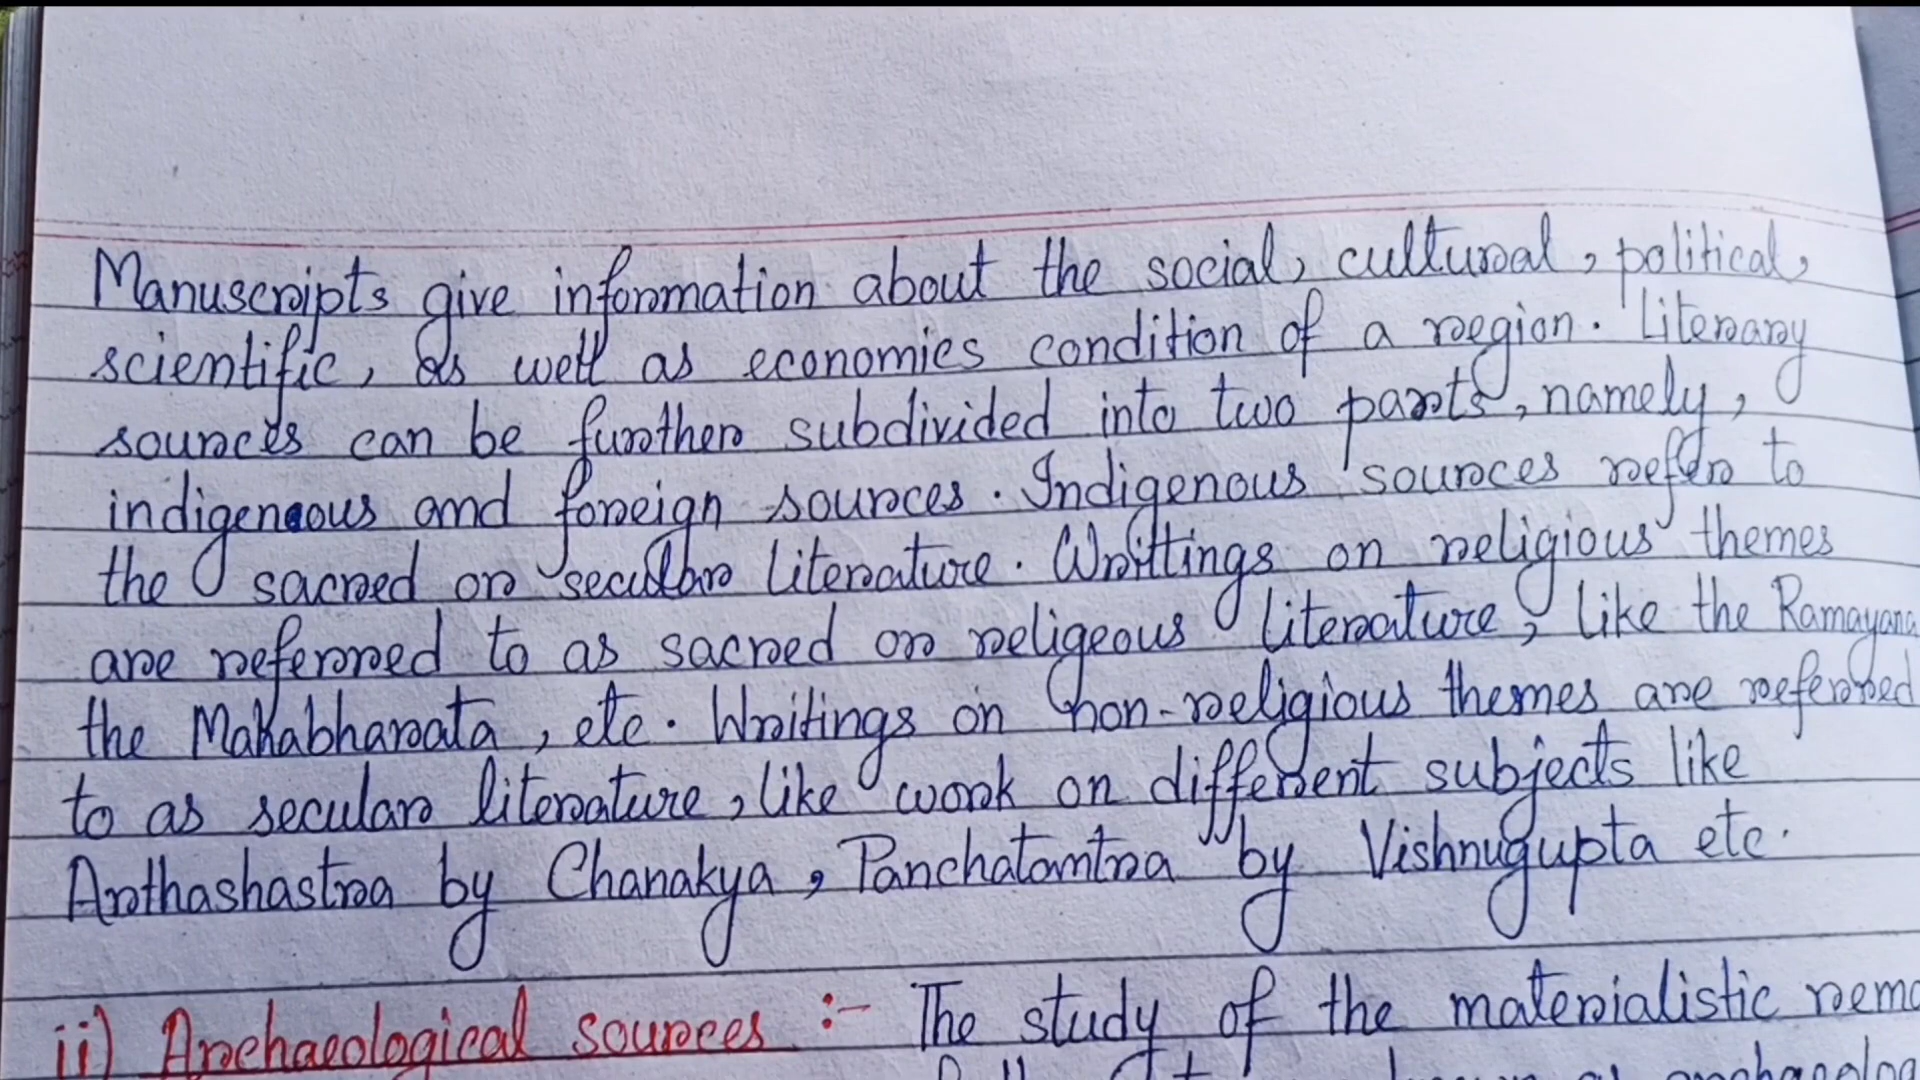 Manuscripts give information about the social, cultural, political,
scientific, as well as economics condition of a region. Literary
sources can be further subdivided into two parts, namely,
indigeneous and foreign sources. Indigenous sources refer to
the sacred or secular literature. Writtings on religious themes
are referred to as sacred or religeous literature, like the Ramayana
the Mahabharata, etc. Writings on non-religious themes are referred
to as secular literature, like work on different subjects like
Arthashastra by Chanakya, Panchatantra by Vishnugupta etc.
ii) Archaeological sources :- The study of the materialistic